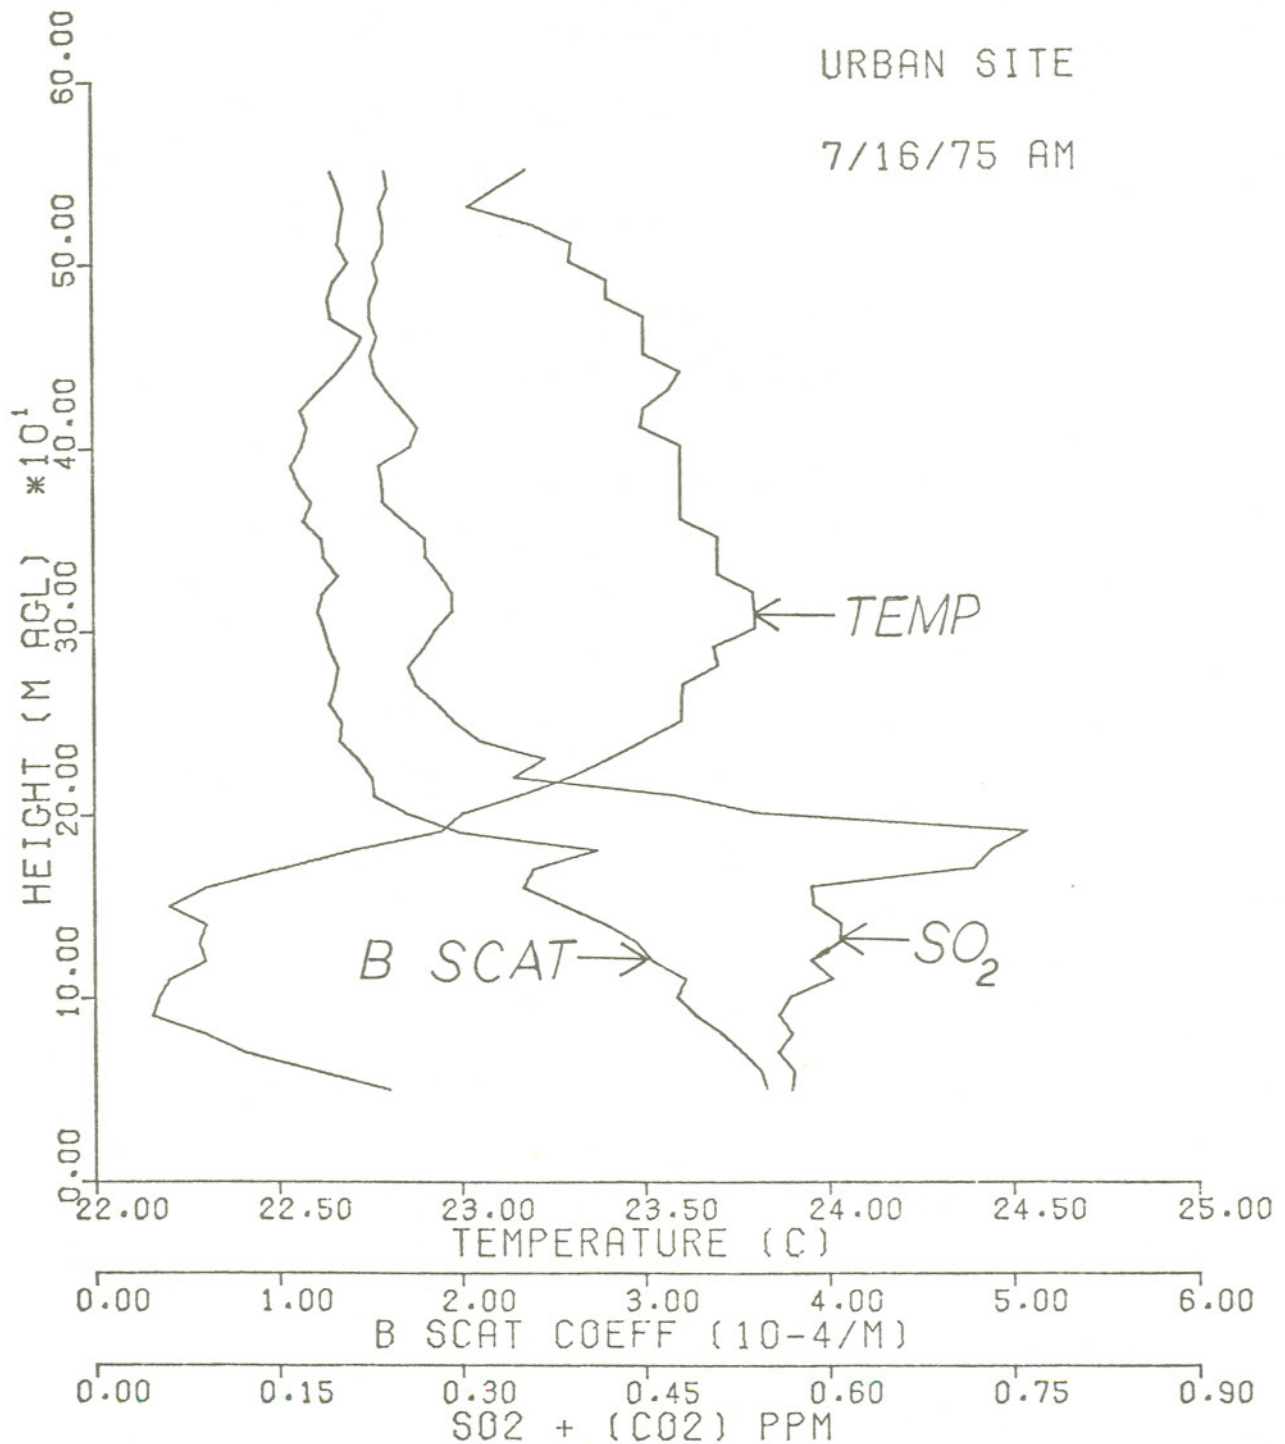 URBAN SITE
7/16/75 AM
HEIGHT (M AGL) *10¹
60.00
50.00
40.00
30.00
20.00
10.00
0.00
TEMP
B SCAT
SO₂
22.00 22.50 23.00 23.50 24.00 24.50 25.00
TEMPERATURE (C)
0.00 1.00 2.00 3.00 4.00 5.00 6.00
B SCAT COEFF (10-4/M)
0.00 0.15 0.30 0.45 0.60 0.75 0.90
SO2 + (CO2) PPM